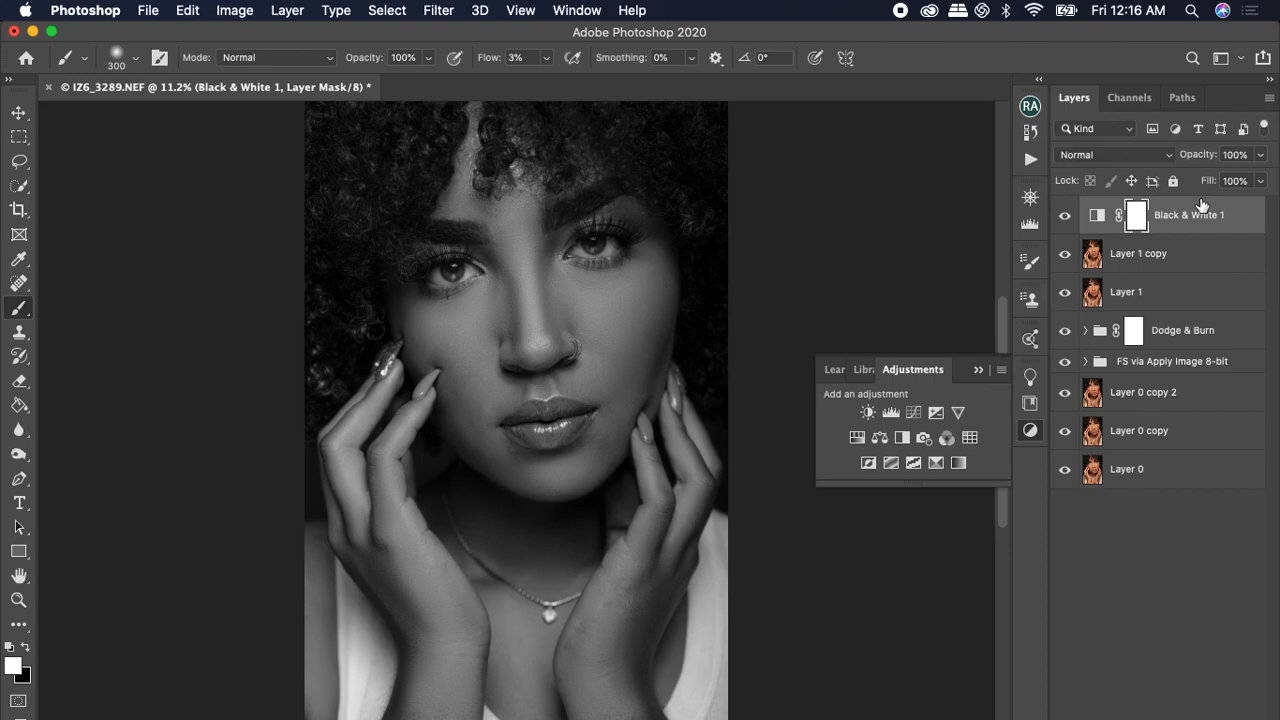 Photoshop File Edit Image Layer Type Select Filter 3D View Window Help Fri 12:16 AM
Adobe Photoshop 2020
300 Mode: Normal Opacity: 100% Flow: 3% Smoothing: 0% 0°
© IZ6_3289.NEF @ 11.2% (Black & White 1, Layer Mask/8) *
Layers Channels Paths
RA
Kind
Normal Opacity: 100%
Lock: Fill: 100%
Black & White 1
Layer 1 copy
Layer 1
Dodge & Burn
FS via Apply Image 8-bit
Lear Libra Adjustments
Add an adjustment
Layer 0 copy 2
Layer 0 copy
Layer 0